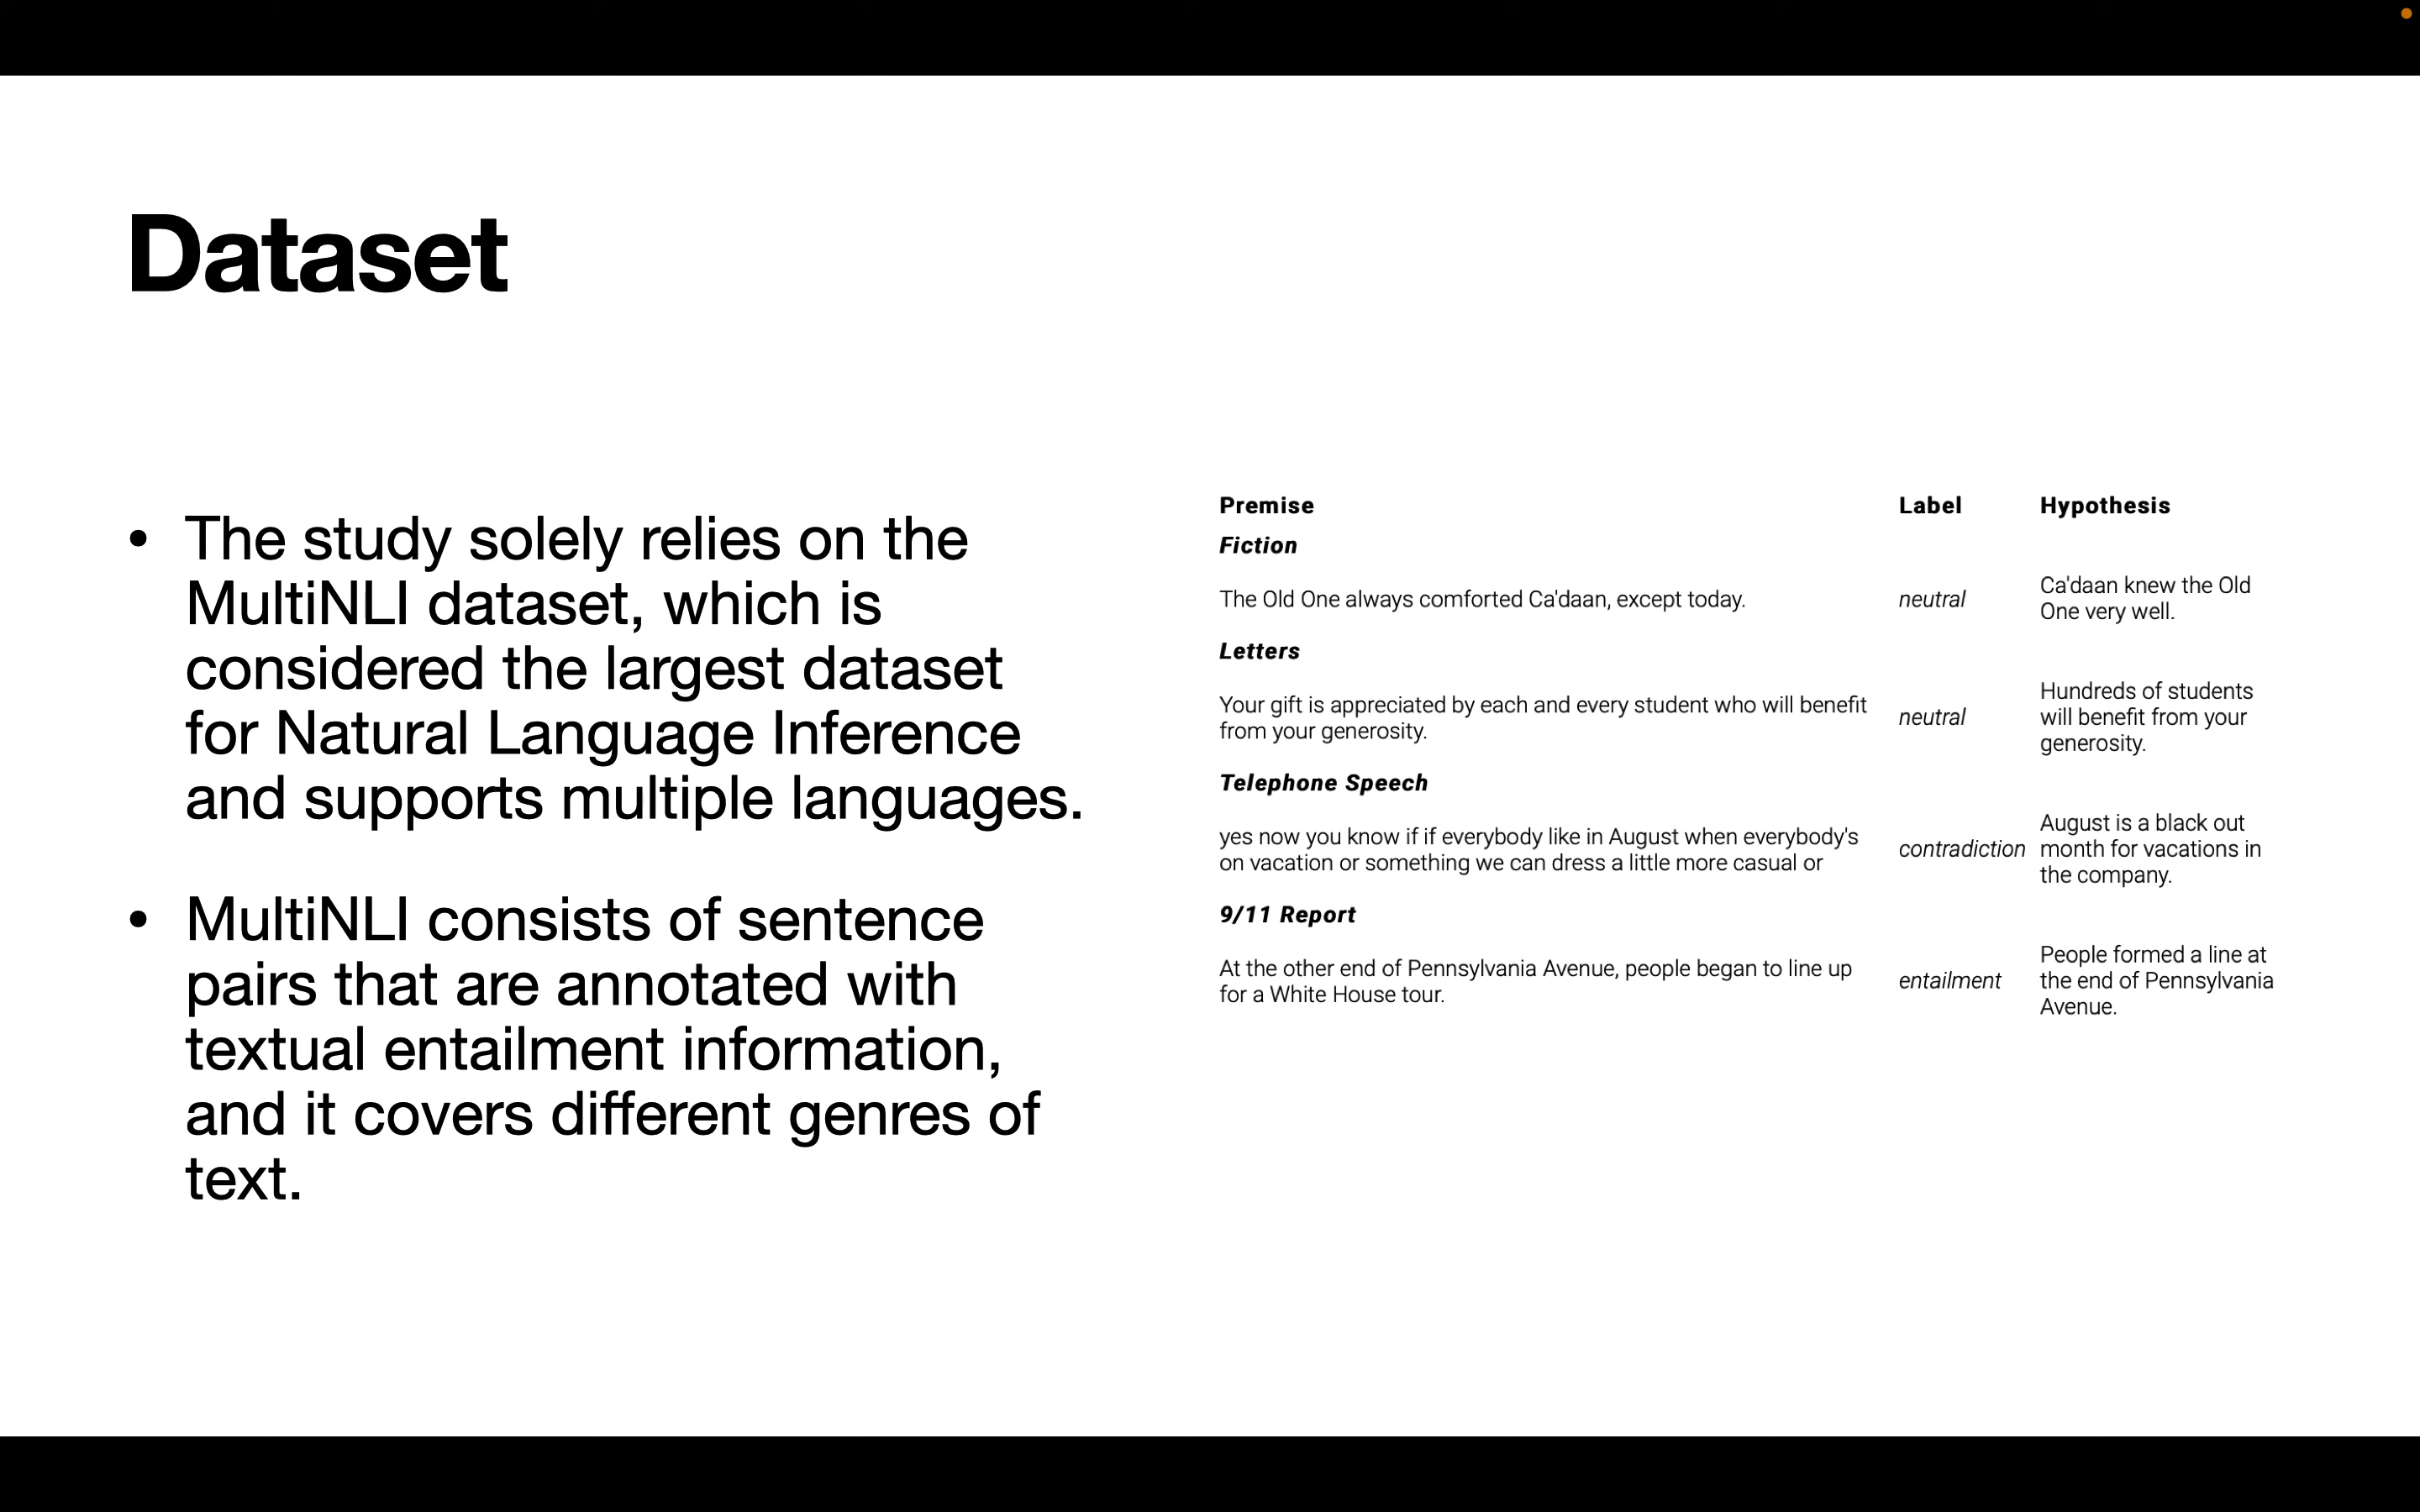 Dataset
• The study solely relies on the
MultiNLI dataset, which is
considered the largest dataset
for Natural Language Inference
and supports multiple languages.
• MultiNLI consists of sentence
pairs that are annotated with
textual entailment information,
and it covers different genres of
text.
Premise Label Hypothesis
Fiction
The Old One always comforted Ca'daan, except today.
neutral
Ca'daan knew the Old
One very well.
Letters
Your gift is appreciated by each and every student who will benefit
from your generosity.
neutral
Hundreds of students
will benefit from your
generosity.
Telephone Speech
yes now you know if if everybody like in August when everybody's
on vacation or something we can dress a little more casual or
contradiction
August is a black out
month for vacations in
the company.
9/11 Report
At the other end of Pennsylvania Avenue, people began to line up
for a White House tour.
entailment
People formed a line at
the end of Pennsylvania
Avenue.